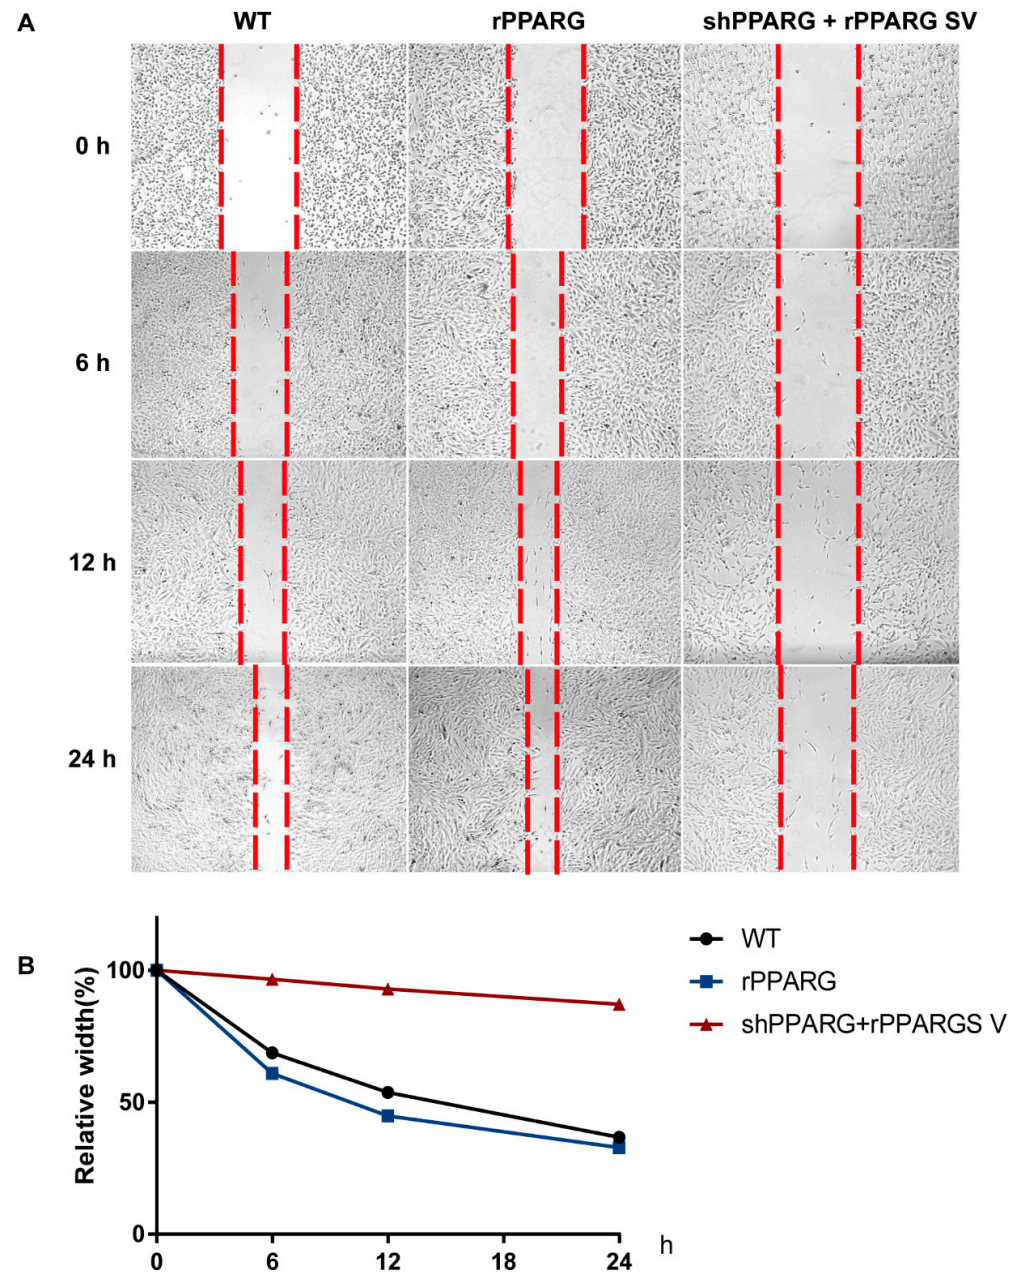 A
WT
rPPARG
shPPARG + rPPARG SV
0 h
6 h
12 h
24 h
B
Relative width(%)
100
50
0
0
6
12
18
24
h
WT
rPPARG
shPPARG+rPPARGS V